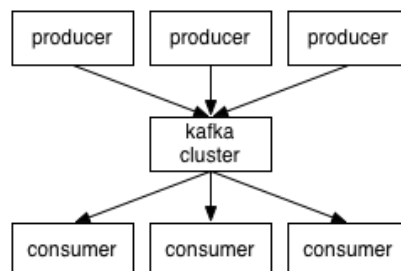 producer
producer
producer
kafka
cluster
consumer
consumer
consumer